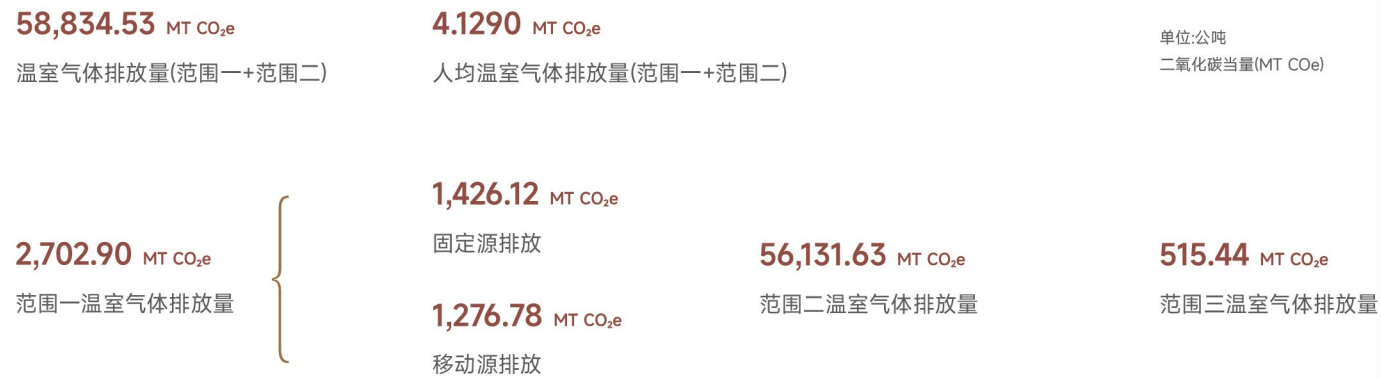 58,834.53 MT CO₂e
温室气体排放量(范围一+范围二)
4.1290 MT CO₂e
人均温室气体排放量(范围一+范围二)
单位:公吨
二氧化碳当量(MT COe)
2,702.90 MT CO₂e
范围一温室气体排放量
1,426.12 MT CO₂e
固定源排放
1,276.78 MT CO₂e
移动源排放
56,131.63 MT CO₂e
范围二温室气体排放量
515.44 MT CO₂e
范围三温室气体排放量